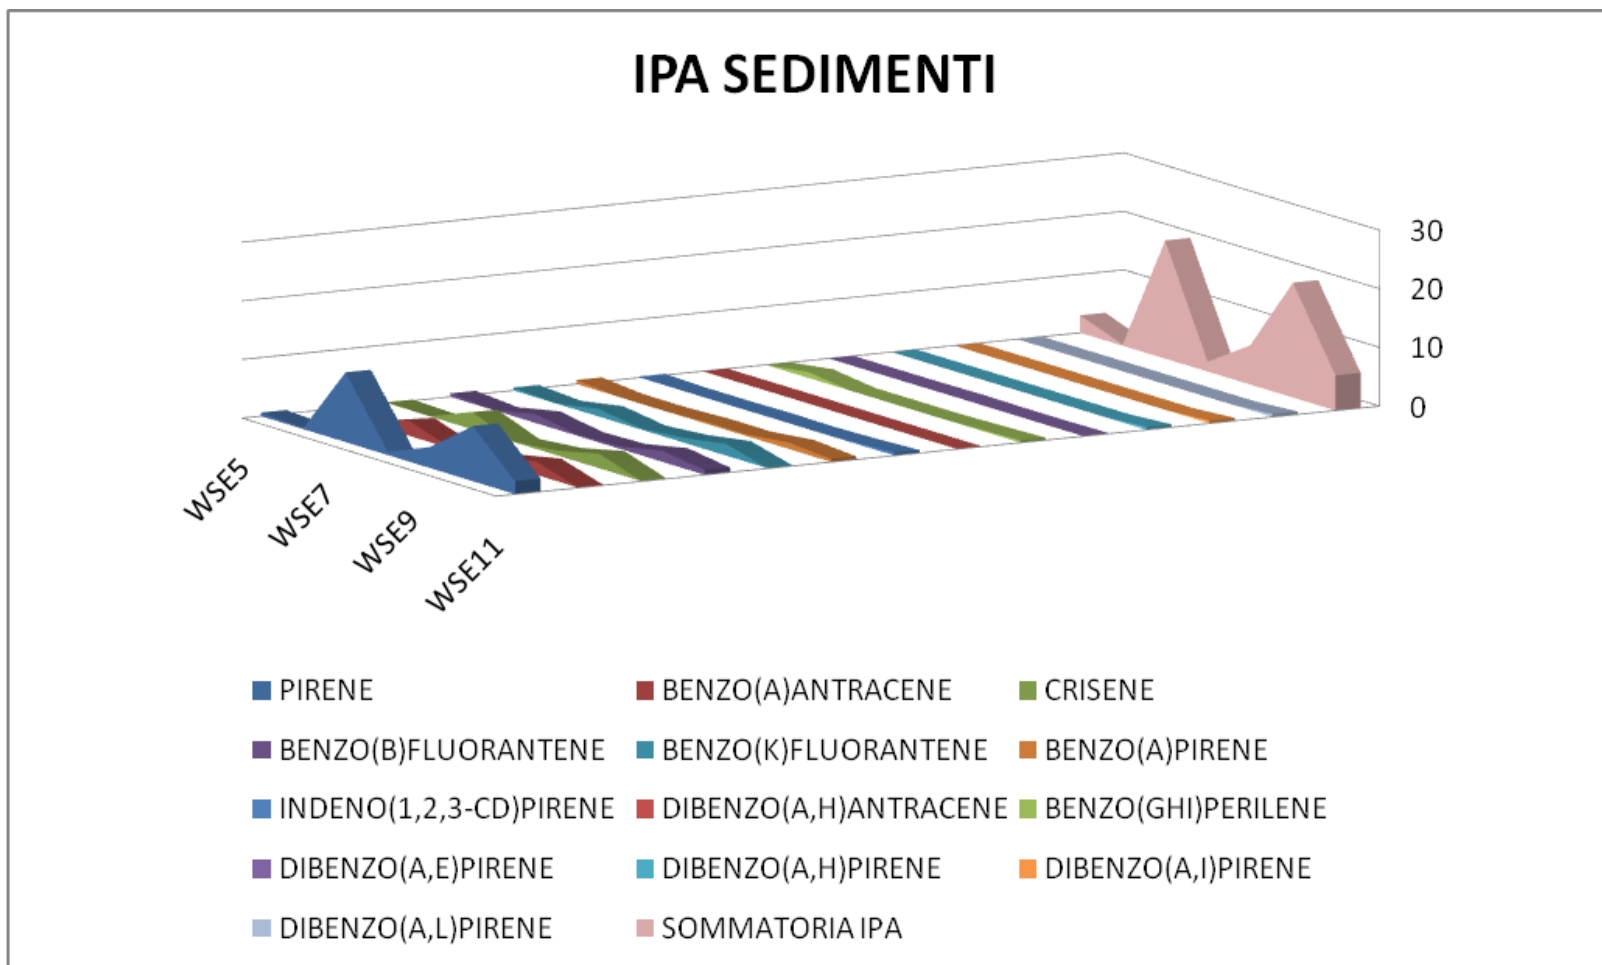 IPA SEDIMENTI
30
20
10
0
WSE5
WSE7
WSE9
WSE11
PIRENE BENZO(A)ANTRACENE CRISENE
BENZO(B)FLUORANTENE BENZO(K)FLUORANTENE BENZO(A)PIRENE
INDENO(1,2,3-CD)PIRENE DIBENZO(A,H)ANTRACENE BENZO(GHI)PERILENE
DIBENZO(A,E)PIRENE DIBENZO(A,H)PIRENE DIBENZO(A,I)PIRENE
DIBENZO(A,L)PIRENE SOMMATORIA IPA